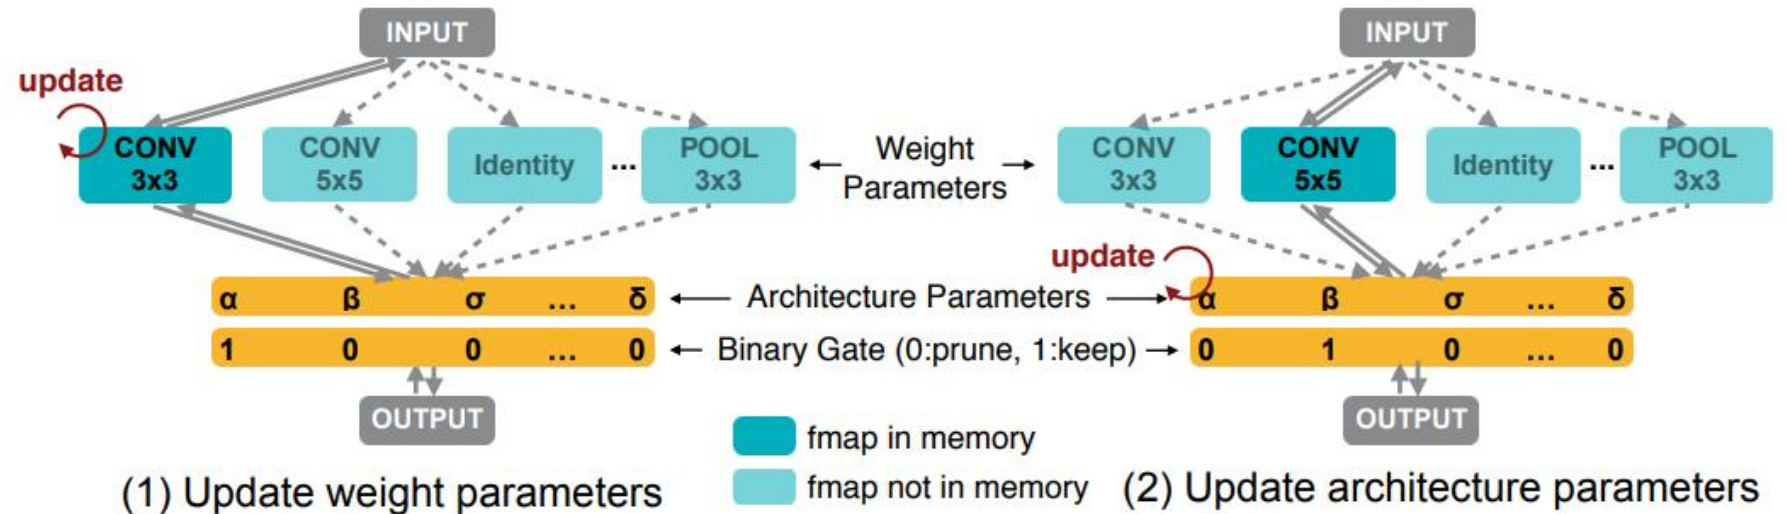 INPUT
update
CONV
3x3
CONV
5x5
Identity
...
POOL
3x3
α β σ ... δ
1 0 0 ... 0
OUTPUT
(1) Update weight parameters
Weight
Parameters
Architecture Parameters
Binary Gate (0:prune, 1:keep)
fmap in memory
fmap not in memory
INPUT
CONV
3x3
CONV
5x5
Identity
...
POOL
3x3
update
α β σ ... δ
0 1 0 ... 0
OUTPUT
(2) Update architecture parameters